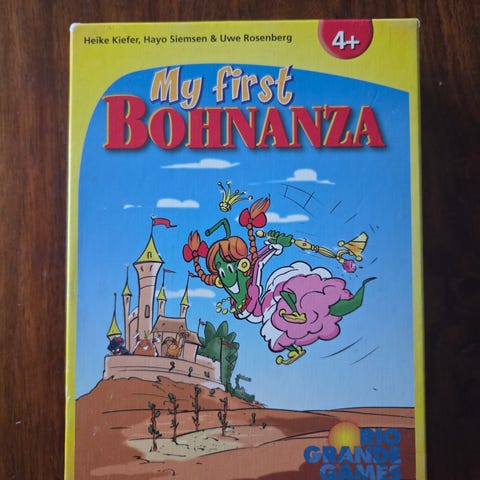 Heike Kiefer, Hayo Siemsen & Uwe Rosenberg
4+
My first
BOHNANZA
RIO
GRANDE
GAMES